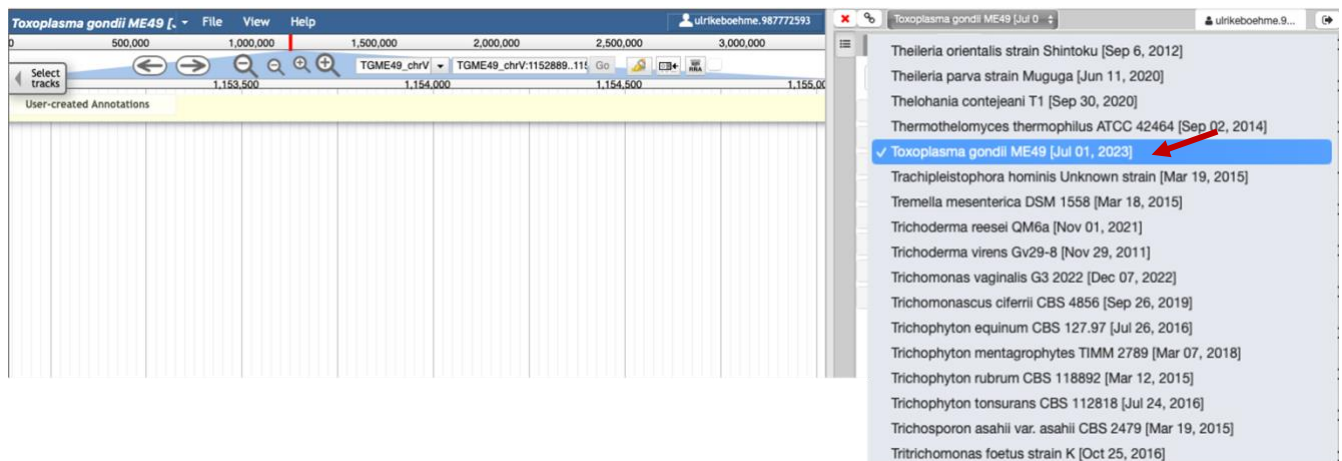 Toxoplasma gondii ME49 [. File View Help ulrikeboehme.987772593
0 500,000 1,000,000 1,500,000 2,000,000 2,500,000 3,000,000
Select tracks
TGME49_chrV TGME49_chrV:1152889..115 Go
1,153,500 1,154,000 1,154,500 1,155,00
User-created Annotations
Toxoplasma gondii ME49 [Jul 0 ulrikeboehme.9...
Theileria orientalis strain Shintoku [Sep 6, 2012]
Theileria parva strain Muguga [Jun 11, 2020]
Thelohania contejeani T1 [Sep 30, 2020]
Thermothelomyces thermophilus ATCC 42464 [Sep 02, 2014]
✓ Toxoplasma gondii ME49 [Jul 01, 2023]
Trachipleistophora hominis Unknown strain [Mar 19, 2015]
Tremella mesenterica DSM 1558 [Mar 18, 2015]
Trichoderma reesei QM6a [Nov 01, 2021]
Trichoderma virens Gv29-8 [Nov 29, 2011]
Trichomonas vaginalis G3 2022 [Dec 07, 2022]
Trichomonascus ciferrii CBS 4856 [Sep 26, 2019]
Trichophyton equinum CBS 127.97 [Jul 26, 2016]
Trichophyton mentagrophytes TIMM 2789 [Mar 07, 2018]
Trichophyton rubrum CBS 118892 [Mar 12, 2015]
Trichophyton tonsurans CBS 112818 [Jul 24, 2016]
Trichosporon asahii var. asahii CBS 2479 [Mar 19, 2015]
Tritrichomonas foetus strain K [Oct 25, 2016]